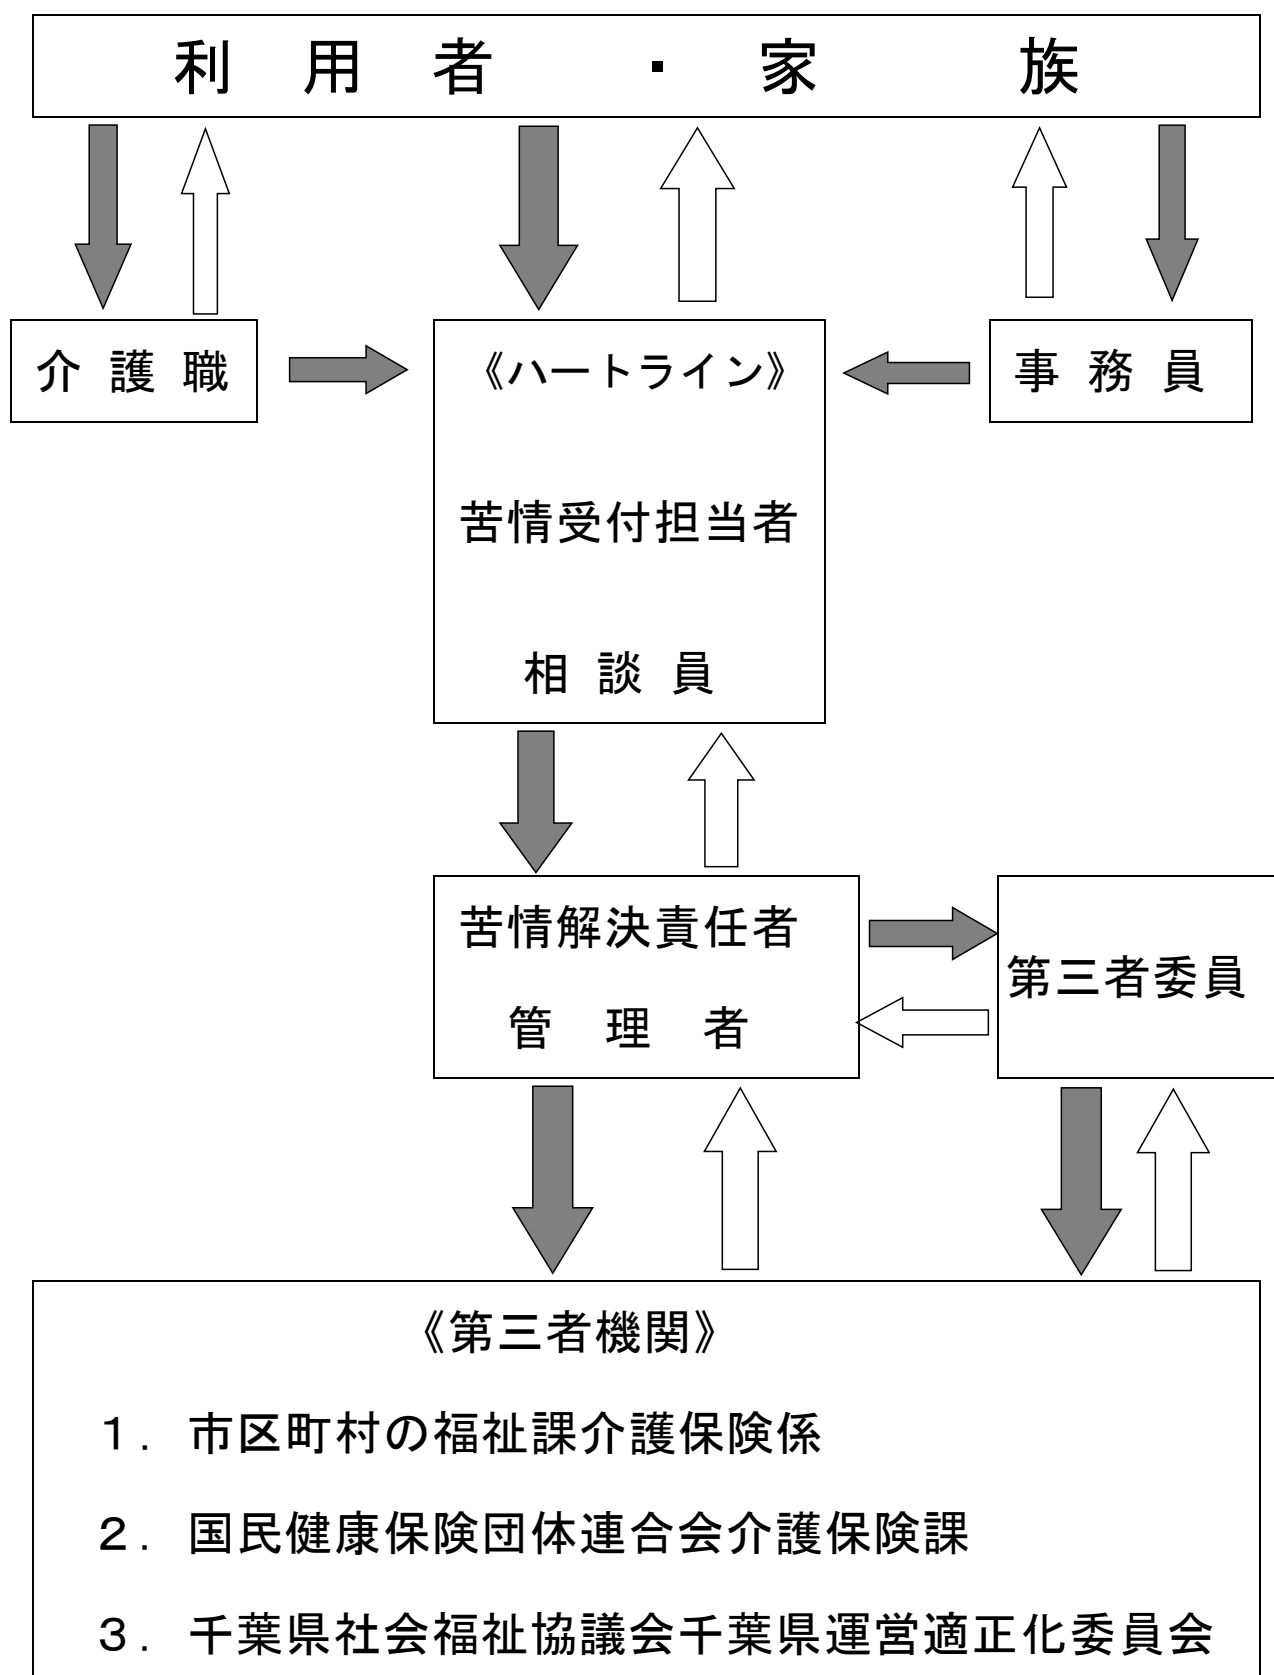 利用者・家族
介護職
《ハートライン》
事務員
苦情受付担当者
相談員
苦情解決責任者
管理者
第三者委員
《第三者機関》
１．市区町村の福祉課介護保険係
２．国民健康保険団体連合会介護保険課
３．千葉県社会福祉協議会千葉県運営適正化委員会